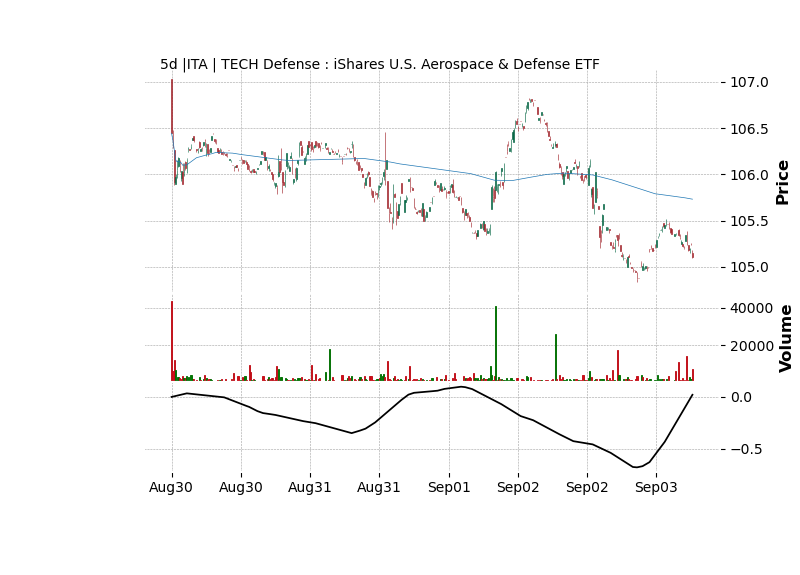 5d |ITA | TECH Defense : iShares U.S. Aerospace & Defense ETF
107.0
106.5
106.0
105.5
105.0
Price
40000
20000
Volume
0.0
−0.5
Aug30 Aug30 Aug31 Aug31 Sep01 Sep02 Sep02 Sep03